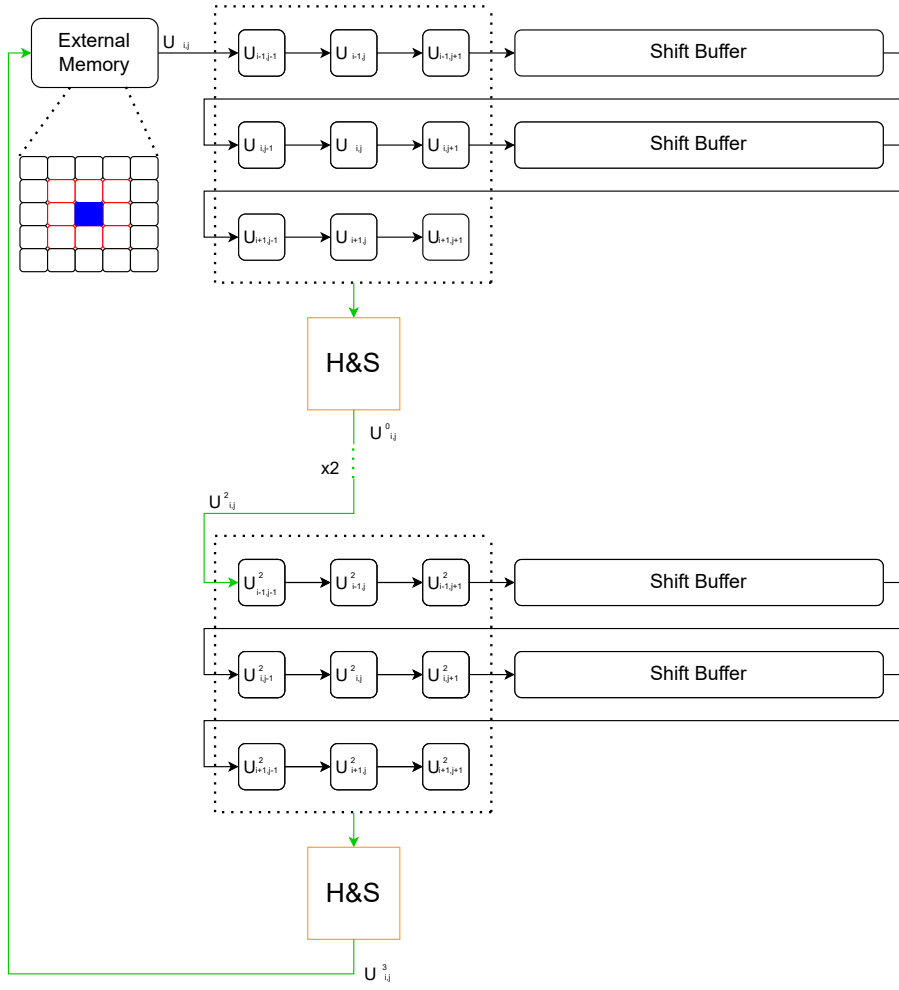 External
Memory
U i,j
U i-1,j-1
U i-1,j
U i-1,j+1
Shift Buffer
U i,j-1
U i,j
U i,j+1
Shift Buffer
U i+1,j-1
U i+1,j
U i+1,j+1
H&S
U 0 i,j
x2
U 2 i,j
U 2 i-1,j-1
U 2 i-1,j
U 2 i-1,j+1
Shift Buffer
U 2 i,j-1
U 2 i,j
U 2 i,j+1
Shift Buffer
U 2 i+1,j-1
U 2 i+1,j
U 2 i+1,j+1
H&S
U 3 i,j